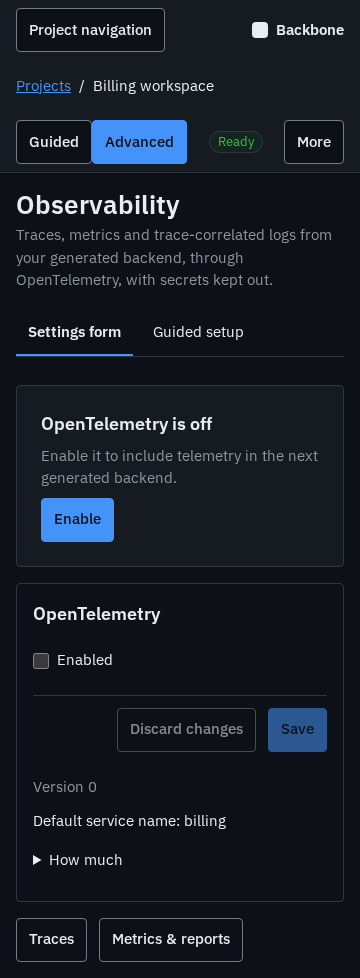 Project navigation
Backbone
Projects / Billing workspace
Guided
Advanced
Ready
More
Observability
Traces, metrics and trace-correlated logs from
your generated backend, through
OpenTelemetry, with secrets kept out.
Settings form
Guided setup
OpenTelemetry is off
Enable it to include telemetry in the next
generated backend.
Enable
OpenTelemetry
Enabled
Discard changes
Save
Version 0
Default service name: billing
How much
Traces
Metrics & reports